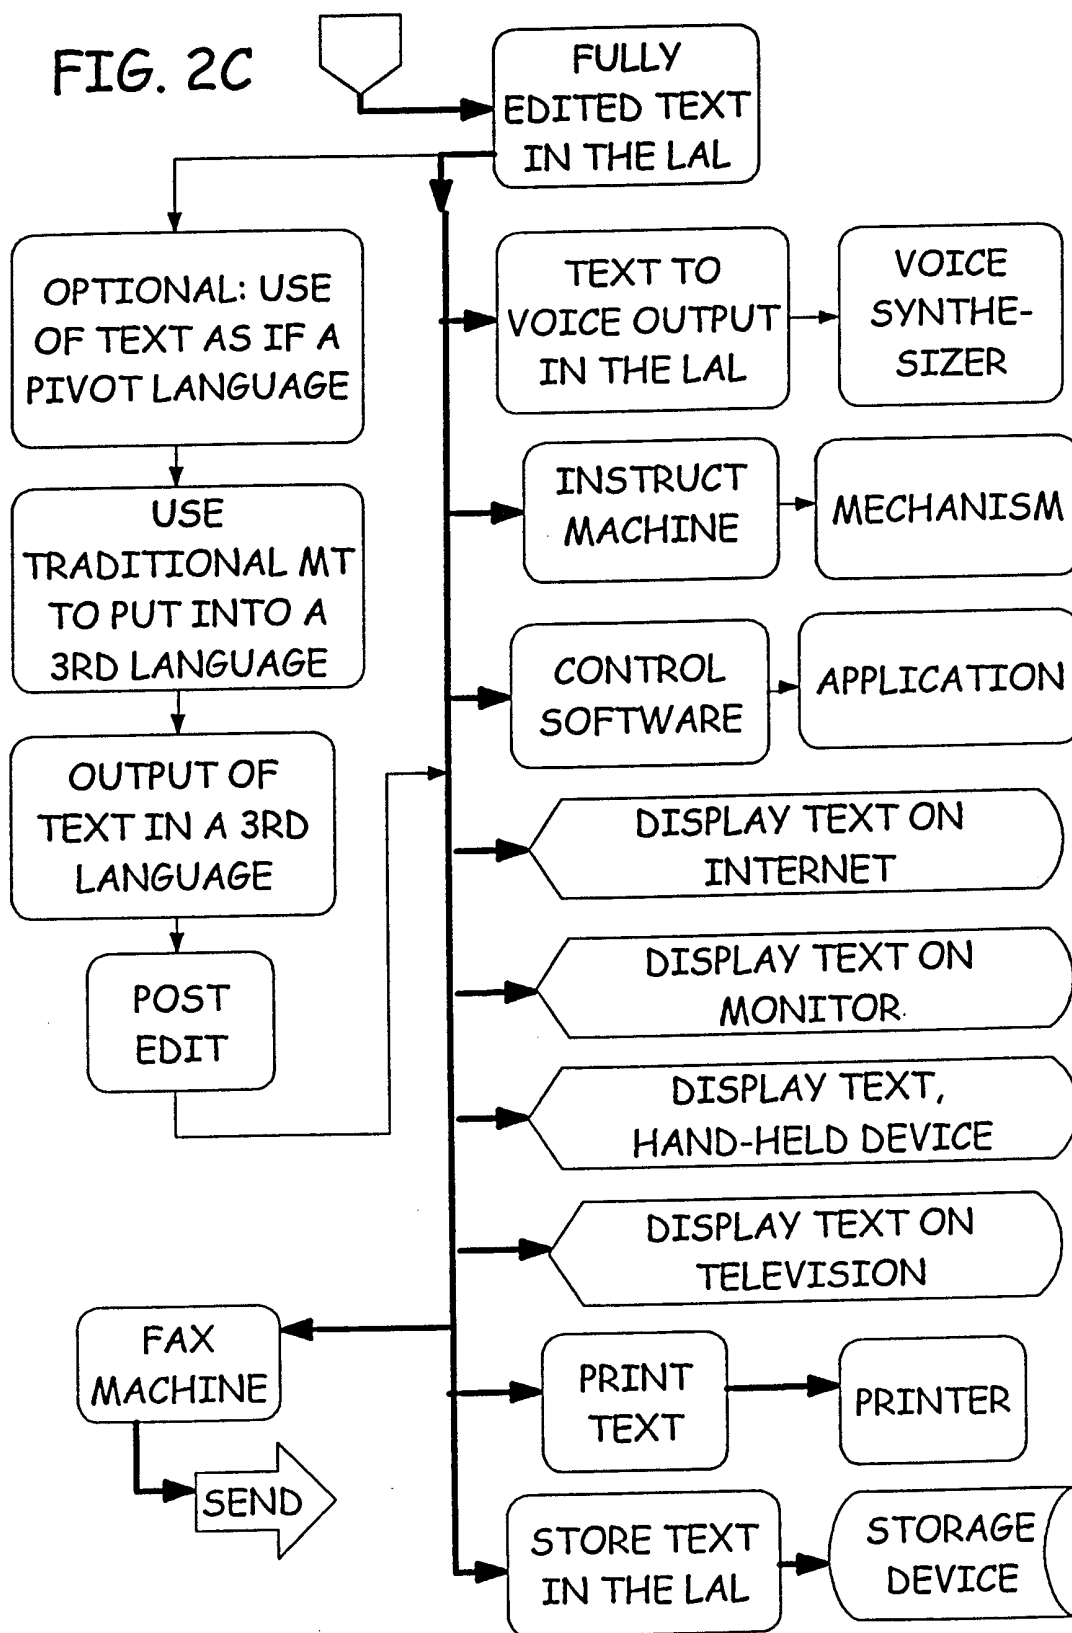 FIG. 2C
FULLY
EDITED TEXT
IN THE LAL
OPTIONAL: USE
OF TEXT AS IF A
PIVOT LANGUAGE
USE
TRADITIONAL MT
TO PUT INTO A
3RD LANGUAGE
OUTPUT OF
TEXT IN A 3RD
LANGUAGE
POST
EDIT
TEXT TO
VOICE OUTPUT
IN THE LAL
VOICE
SYNTHE-
SIZER
INSTRUCT
MACHINE
MECHANISM
CONTROL
SOFTWARE
APPLICATION
DISPLAY TEXT ON
INTERNET
DISPLAY TEXT ON
MONITOR
DISPLAY TEXT,
HAND-HELD DEVICE
DISPLAY TEXT ON
TELEVISION
FAX
MACHINE
SEND
PRINT
TEXT
PRINTER
STORE TEXT
IN THE LAL
STORAGE
DEVICE